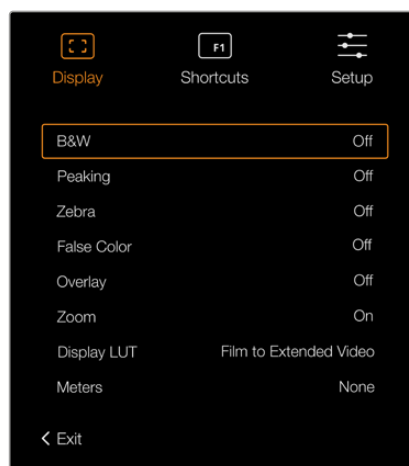 F1
Display Shortcuts Setup
B&W Off
Peaking Off
Zebra Off
False Color Off
Overlay Off
Zoom On
Display LUT Film to Extended Video
Meters None
Exit